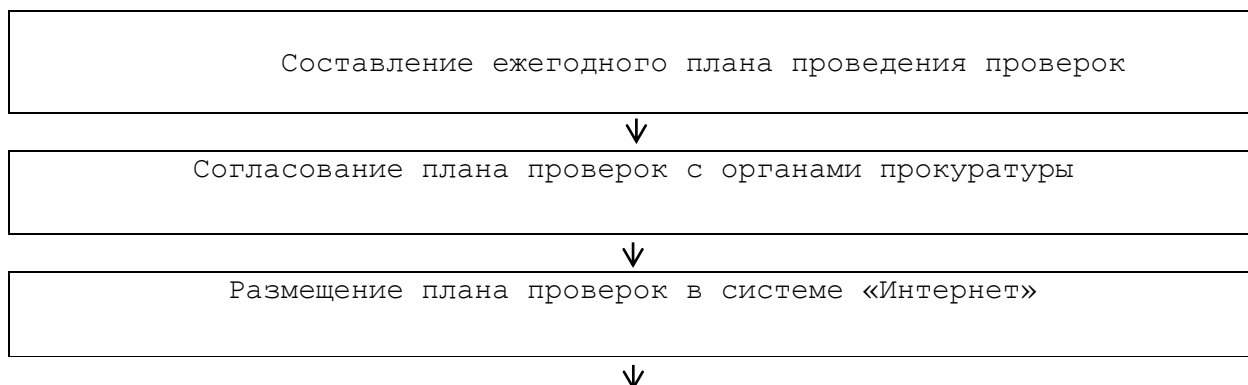 Составление ежегодного плана проведения проверок
Согласование плана проверок с органами прокуратуры
Размещение плана проверок в системе «Интернет»